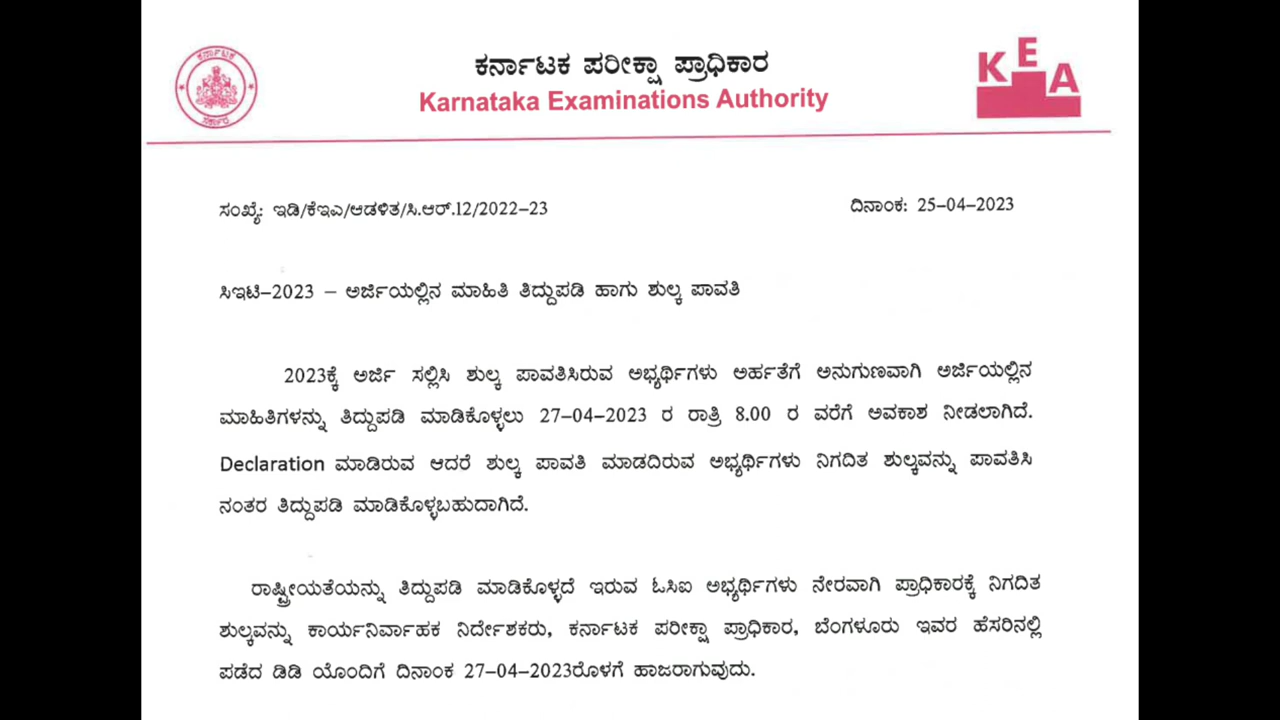 ಕರ್ನಾಟಕ
ಸರ್ಕಾರ
ಕರ್ನಾಟಕ ಪರೀಕ್ಷಾ ಪ್ರಾಧಿಕಾರ
Karnataka Examinations Authority
KEA
ಸಂಖ್ಯೆ: ಇಡಿ/ಕೆಇಎ/ಆಡಳಿತ/ಸಿ.ಆರ್.12/2022–23 ದಿನಾಂಕ: 25–04–2023
ಸಿಇಟಿ–2023 – ಅರ್ಜಿಯಲ್ಲಿನ ಮಾಹಿತಿ ತಿದ್ದುಪಡಿ ಹಾಗು ಶುಲ್ಕ ಪಾವತಿ
2023ಕ್ಕೆ ಅರ್ಜಿ ಸಲ್ಲಿಸಿ ಶುಲ್ಕ ಪಾವತಿಸಿರುವ ಅಭ್ಯರ್ಥಿಗಳು ಅರ್ಹತೆಗೆ ಅನುಗುಣವಾಗಿ ಅರ್ಜಿಯಲ್ಲಿನ
ಮಾಹಿತಿಗಳನ್ನು ತಿದ್ದುಪಡಿ ಮಾಡಿಕೊಳ್ಳಲು 27–04–2023 ರ ರಾತ್ರಿ 8.00 ರ ವರೆಗೆ ಅವಕಾಶ ನೀಡಲಾಗಿದೆ.
Declaration ಮಾಡಿರುವ ಆದರೆ ಶುಲ್ಕ ಪಾವತಿ ಮಾಡದಿರುವ ಅಭ್ಯರ್ಥಿಗಳು ನಿಗದಿತ ಶುಲ್ಕವನ್ನು ಪಾವತಿಸಿ
ನಂತರ ತಿದ್ದುಪಡಿ ಮಾಡಿಕೊಳ್ಳಬಹುದಾಗಿದೆ.
ರಾಷ್ಟ್ರೀಯತೆಯನ್ನು ತಿದ್ದುಪಡಿ ಮಾಡಿಕೊಳ್ಳದೆ ಇರುವ ಓಸಿಐ ಅಭ್ಯರ್ಥಿಗಳು ನೇರವಾಗಿ ಪ್ರಾಧಿಕಾರಕ್ಕೆ ನಿಗದಿತ
ಶುಲ್ಕವನ್ನು ಕಾರ್ಯನಿರ್ವಾಹಕ ನಿರ್ದೇಶಕರು, ಕರ್ನಾಟಕ ಪರೀಕ್ಷಾ ಪ್ರಾಧಿಕಾರ, ಬೆಂಗಳೂರು ಇವರ ಹೆಸರಿನಲ್ಲಿ
ಪಡೆದ ಡಿಡಿ ಯೊಂದಿಗೆ ದಿನಾಂಕ 27–04–2023ರೊಳಗೆ ಹಾಜರಾಗುವುದು.